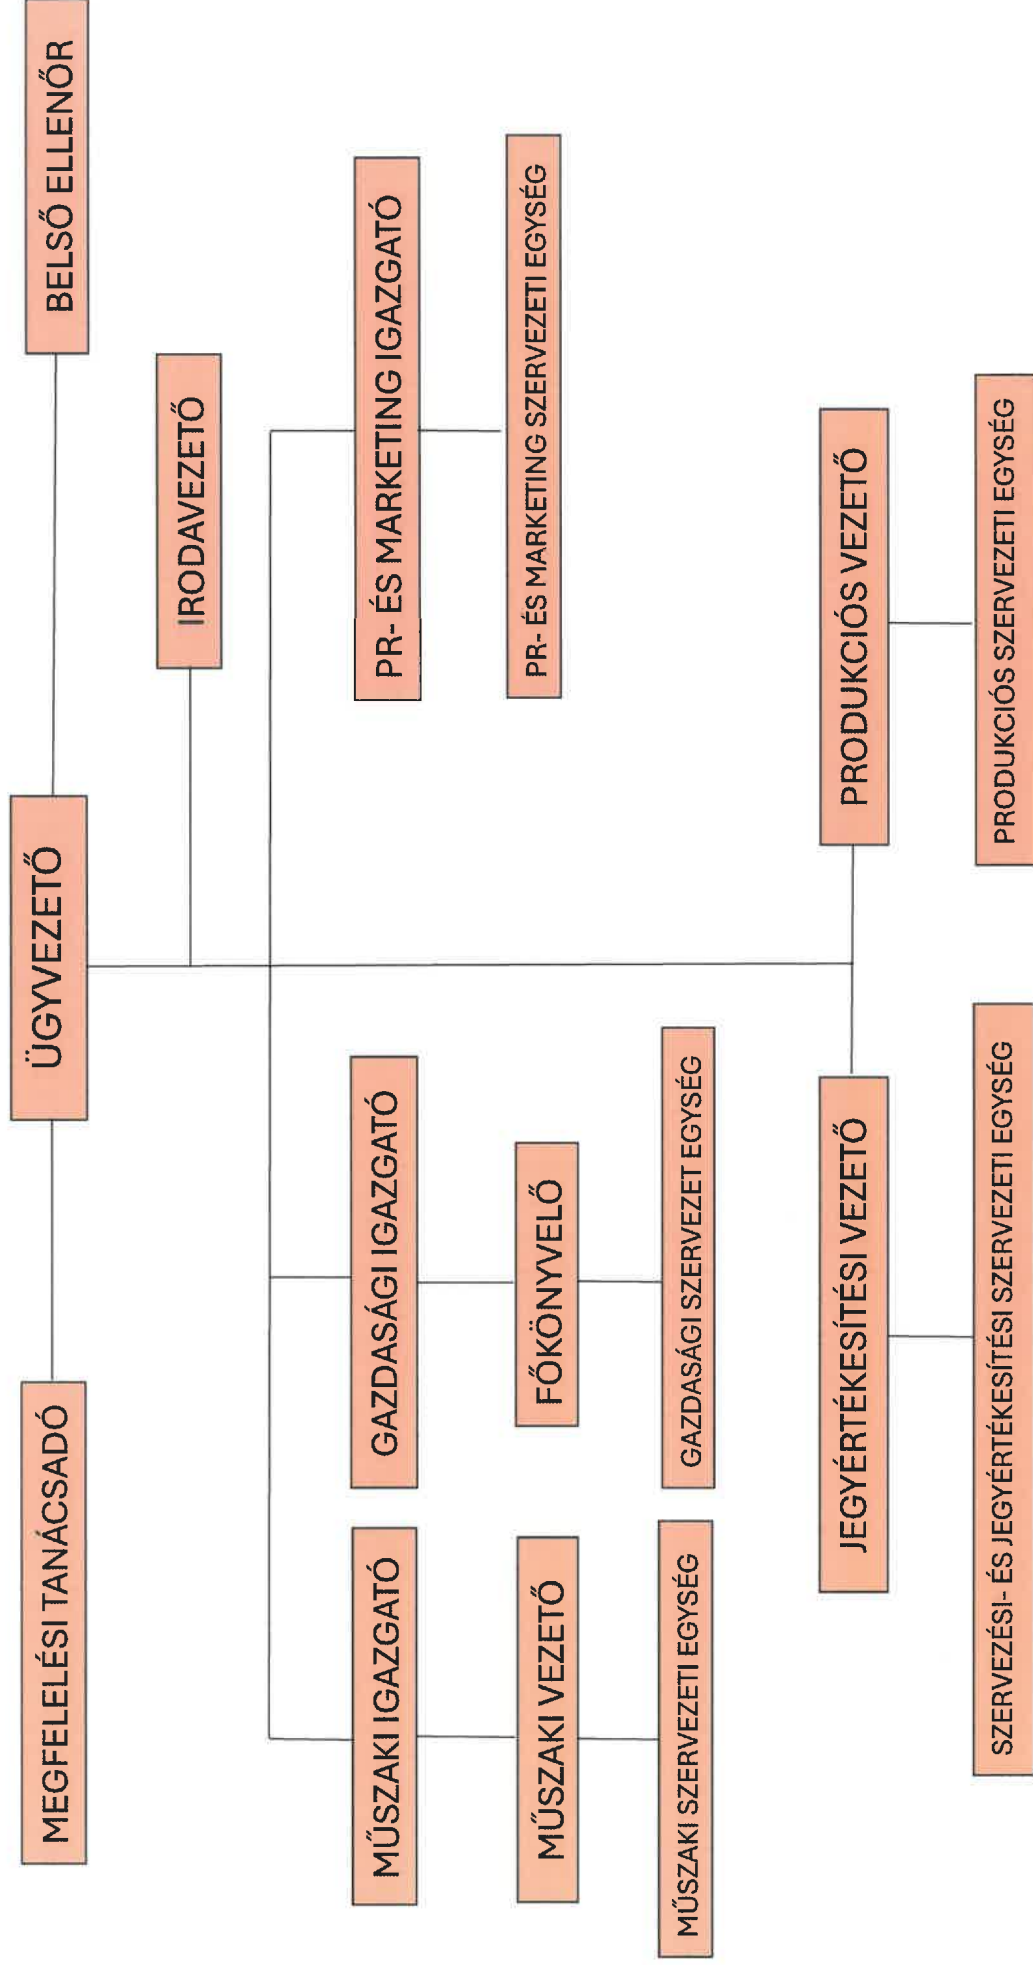 MEGFELELÉSI TANÁCSADÓ
ÜGYVEZETŐ
BELSŐ ELLENŐR
IRODAVEZETŐ
MŰSZAKI IGAZGATÓ
GAZDASÁGI IGAZGATÓ
PR- ÉS MARKETING IGAZGATÓ
MŰSZAKI VEZETŐ
FŐKÖNYVELŐ
PR- ÉS MARKETING SZERVEZETI EGYSÉG
MŰSZAKI SZERVEZETI EGYSÉG
GAZDASÁGI SZERVEZET EGYSÉG
JEGYÉRTÉKESÍTÉSI VEZETŐ
PRODUKCIÓS VEZETŐ
SZERVEZÉSI- ÉS JEGYÉRTÉKESÍTÉSI SZERVEZETI EGYSÉG
PRODUKCIÓS SZERVEZETI EGYSÉG